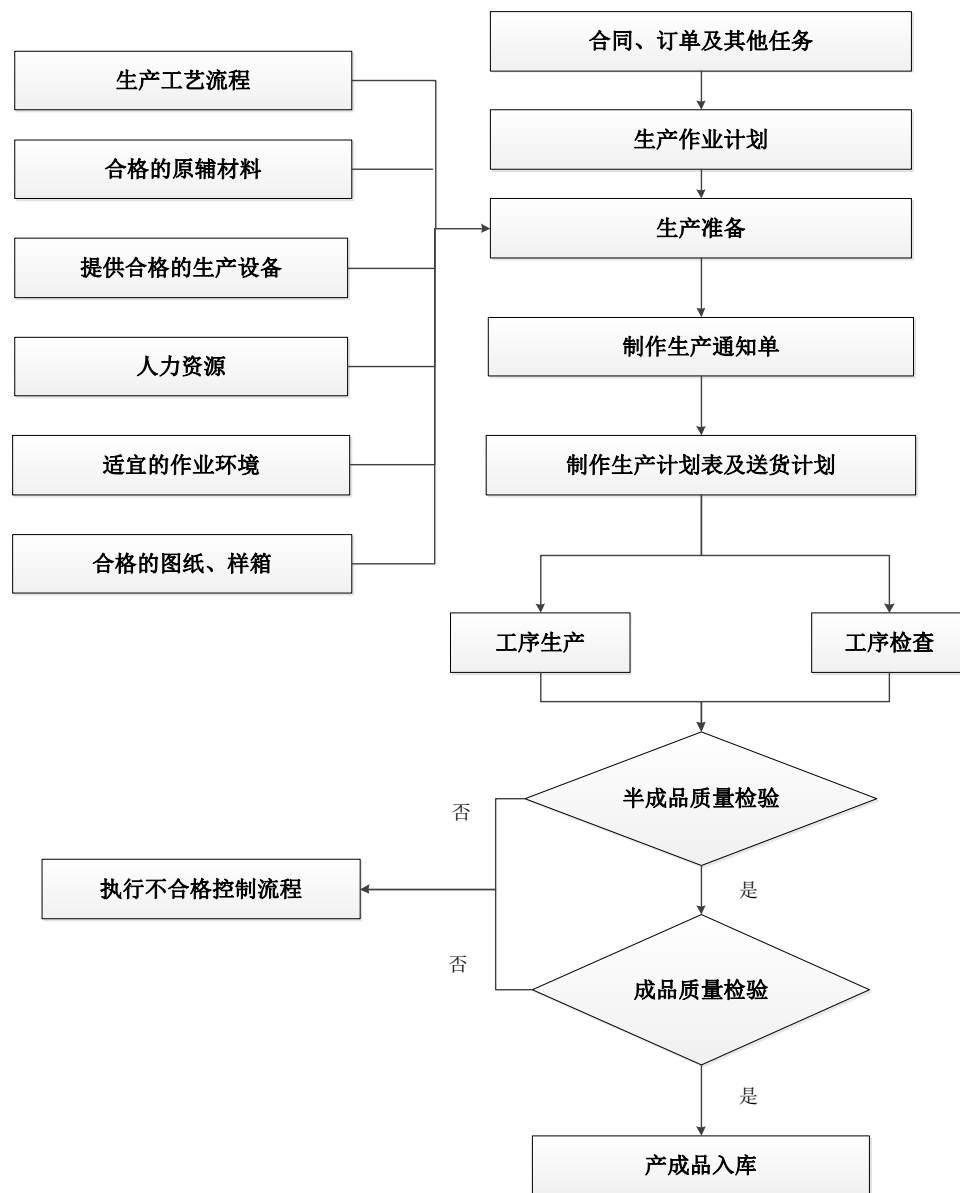 合同、订单及其他任务
生产工艺流程
生产作业计划
合格的原辅材料
生产准备
提供合格的生产设备
制作生产通知单
人力资源
适宜的作业环境
制作生产计划表及送货计划
合格的图纸、样箱
工序生产
工序检查
半成品质量检验
否
执行不合格控制流程
是
否
成品质量检验
是
产成品入库